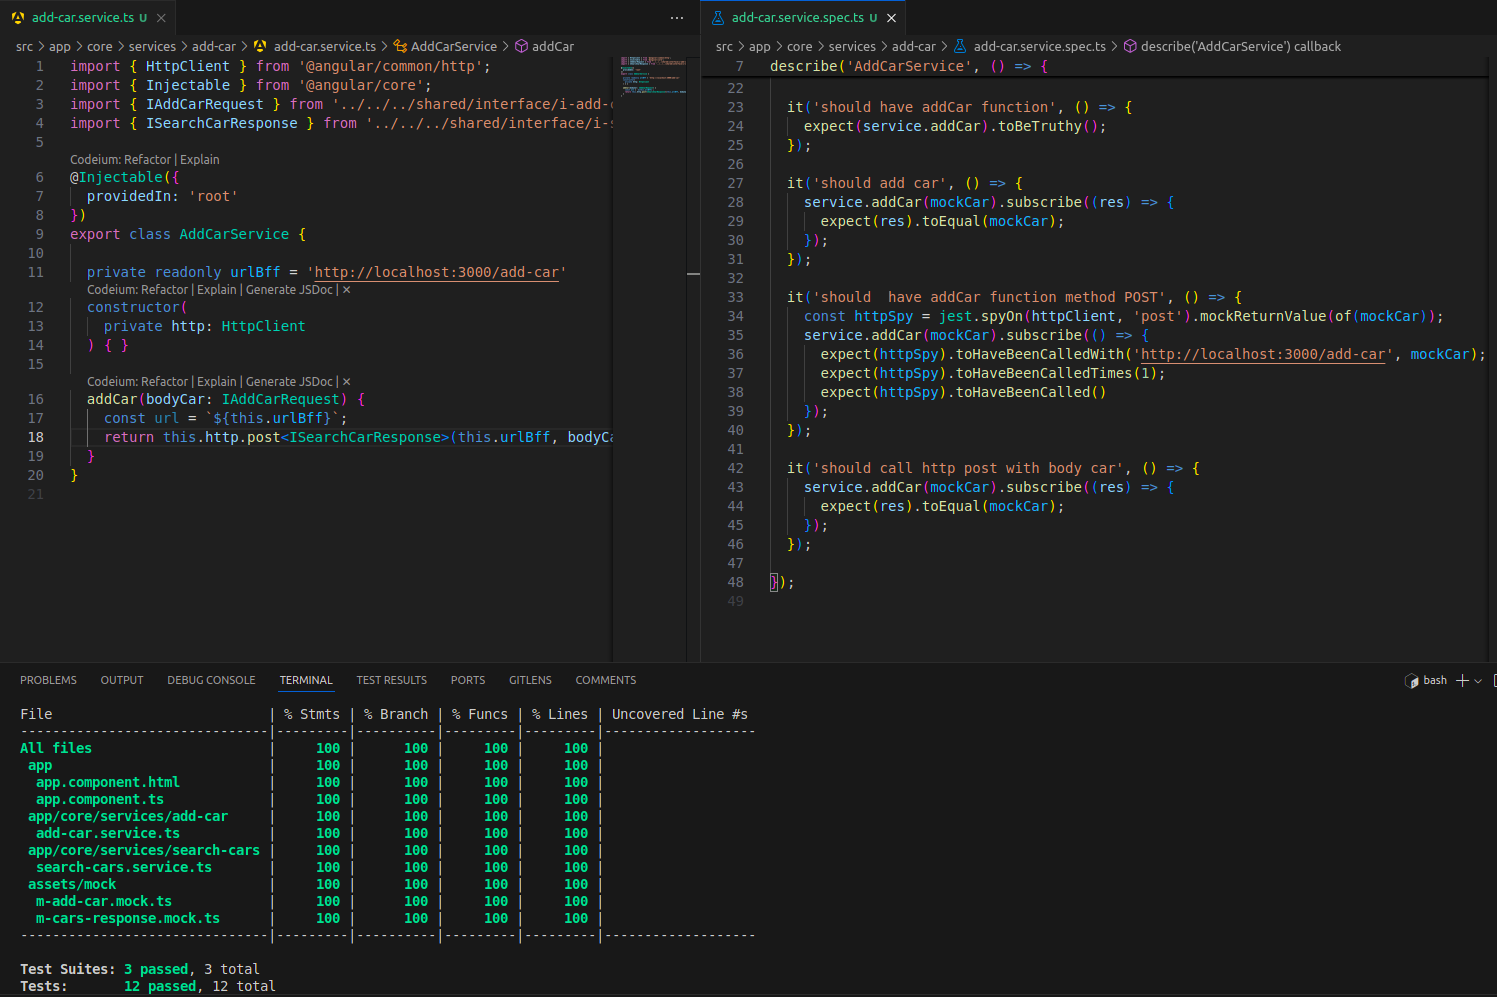 add-car.service.ts U
add-car.service.spec.ts U
src > app > core > services > add-car > add-car.service.ts > AddCarService > addCar
1 import { HttpClient } from '@angular/common/http';
2 import { Injectable } from '@angular/core';
3 import { IAddCarRequest } from '../../../shared/interface/i-add-
4 import { ISearchCarResponse } from '../../../shared/interface/i-
5
Codeium: Refactor | Explain
6 @Injectable({
7 providedIn: 'root'
8 })
9 export class AddCarService {
10
11 private readonly urlBff = 'http://localhost:3000/add-car'
Codeium: Refactor | Explain | Generate JSDoc | ✕
12 constructor(
13 private http: HttpClient
14 ) { }
15
Codeium: Refactor | Explain | Generate JSDoc | ✕
16 addCar(bodyCar: IAddCarRequest) {
17 const url = `${this.urlBff}`;
18 return this.http.post<ISearchCarResponse>(this.urlBff, bodyCa
19 }
20 }
21
src > app > core > services > add-car > add-car.service.spec.ts > describe('AddCarService') callback
7 describe('AddCarService', () => {
22
23 it('should have addCar function', () => {
24 expect(service.addCar).toBeTruthy();
25 });
26
27 it('should add car', () => {
28 service.addCar(mockCar).subscribe((res) => {
29 expect(res).toEqual(mockCar);
30 });
31 });
32
33 it('should  have addCar function method POST', () => {
34 const httpSpy = jest.spyOn(httpClient, 'post').mockReturnValue(of(mockCar));
35 service.addCar(mockCar).subscribe(() => {
36 expect(httpSpy).toHaveBeenCalledWith('http://localhost:3000/add-car', mockCar);
37 expect(httpSpy).toHaveBeenCalledTimes(1);
38 expect(httpSpy).toHaveBeenCalled()
39 });
40 });
41
42 it('should call http post with body car', () => {
43 service.addCar(mockCar).subscribe((res) => {
44 expect(res).toEqual(mockCar);
45 });
46 });
47
48 });
49
PROBLEMS OUTPUT DEBUG CONSOLE TERMINAL TEST RESULTS PORTS GITLENS COMMENTS bash
File | % Stmts | % Branch | % Funcs | % Lines | Uncovered Line #s
-------------------------------|---------|----------|---------|---------|-------------------
All files | 100 | 100 | 100 | 100 |
app | 100 | 100 | 100 | 100 |
app.component.html | 100 | 100 | 100 | 100 |
app.component.ts | 100 | 100 | 100 | 100 |
app/core/services/add-car | 100 | 100 | 100 | 100 |
add-car.service.ts | 100 | 100 | 100 | 100 |
app/core/services/search-cars | 100 | 100 | 100 | 100 |
search-cars.service.ts | 100 | 100 | 100 | 100 |
assets/mock | 100 | 100 | 100 | 100 |
m-add-car.mock.ts | 100 | 100 | 100 | 100 |
m-cars-response.mock.ts | 100 | 100 | 100 | 100 |
-------------------------------|---------|----------|---------|---------|-------------------
Test Suites: 3 passed, 3 total
Tests: 12 passed, 12 total